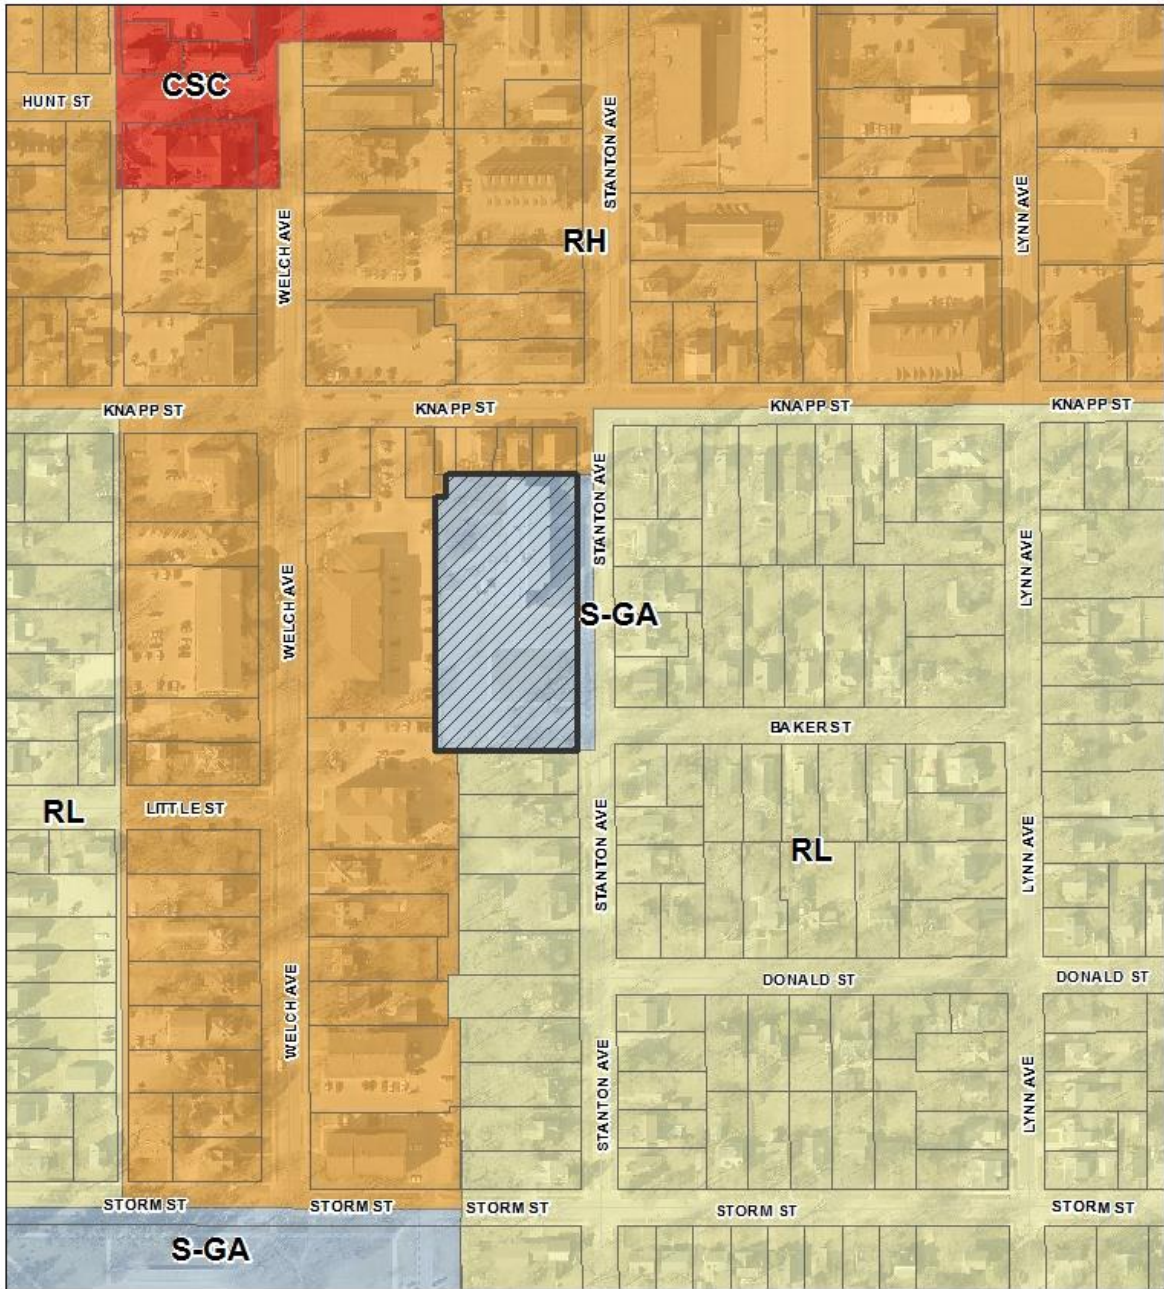 CSC
HUNT ST
STANTON AVE
LYNN AVE
WELCH AVE
RH
KNAPP ST
KNAPP ST
KNAPP ST
KNAPP ST
STANTON AVE
LYNN AVE
WELCH AVE
S-GA
BAKER ST
RL
LITTLE ST
STANTON AVE
RL
LYNN AVE
DONALD ST
DONALD ST
WELCH AVE
STANTON AVE
LYNN AVE
STORM ST
STORM ST
STORM ST
STORM ST
STORM ST
S-GA